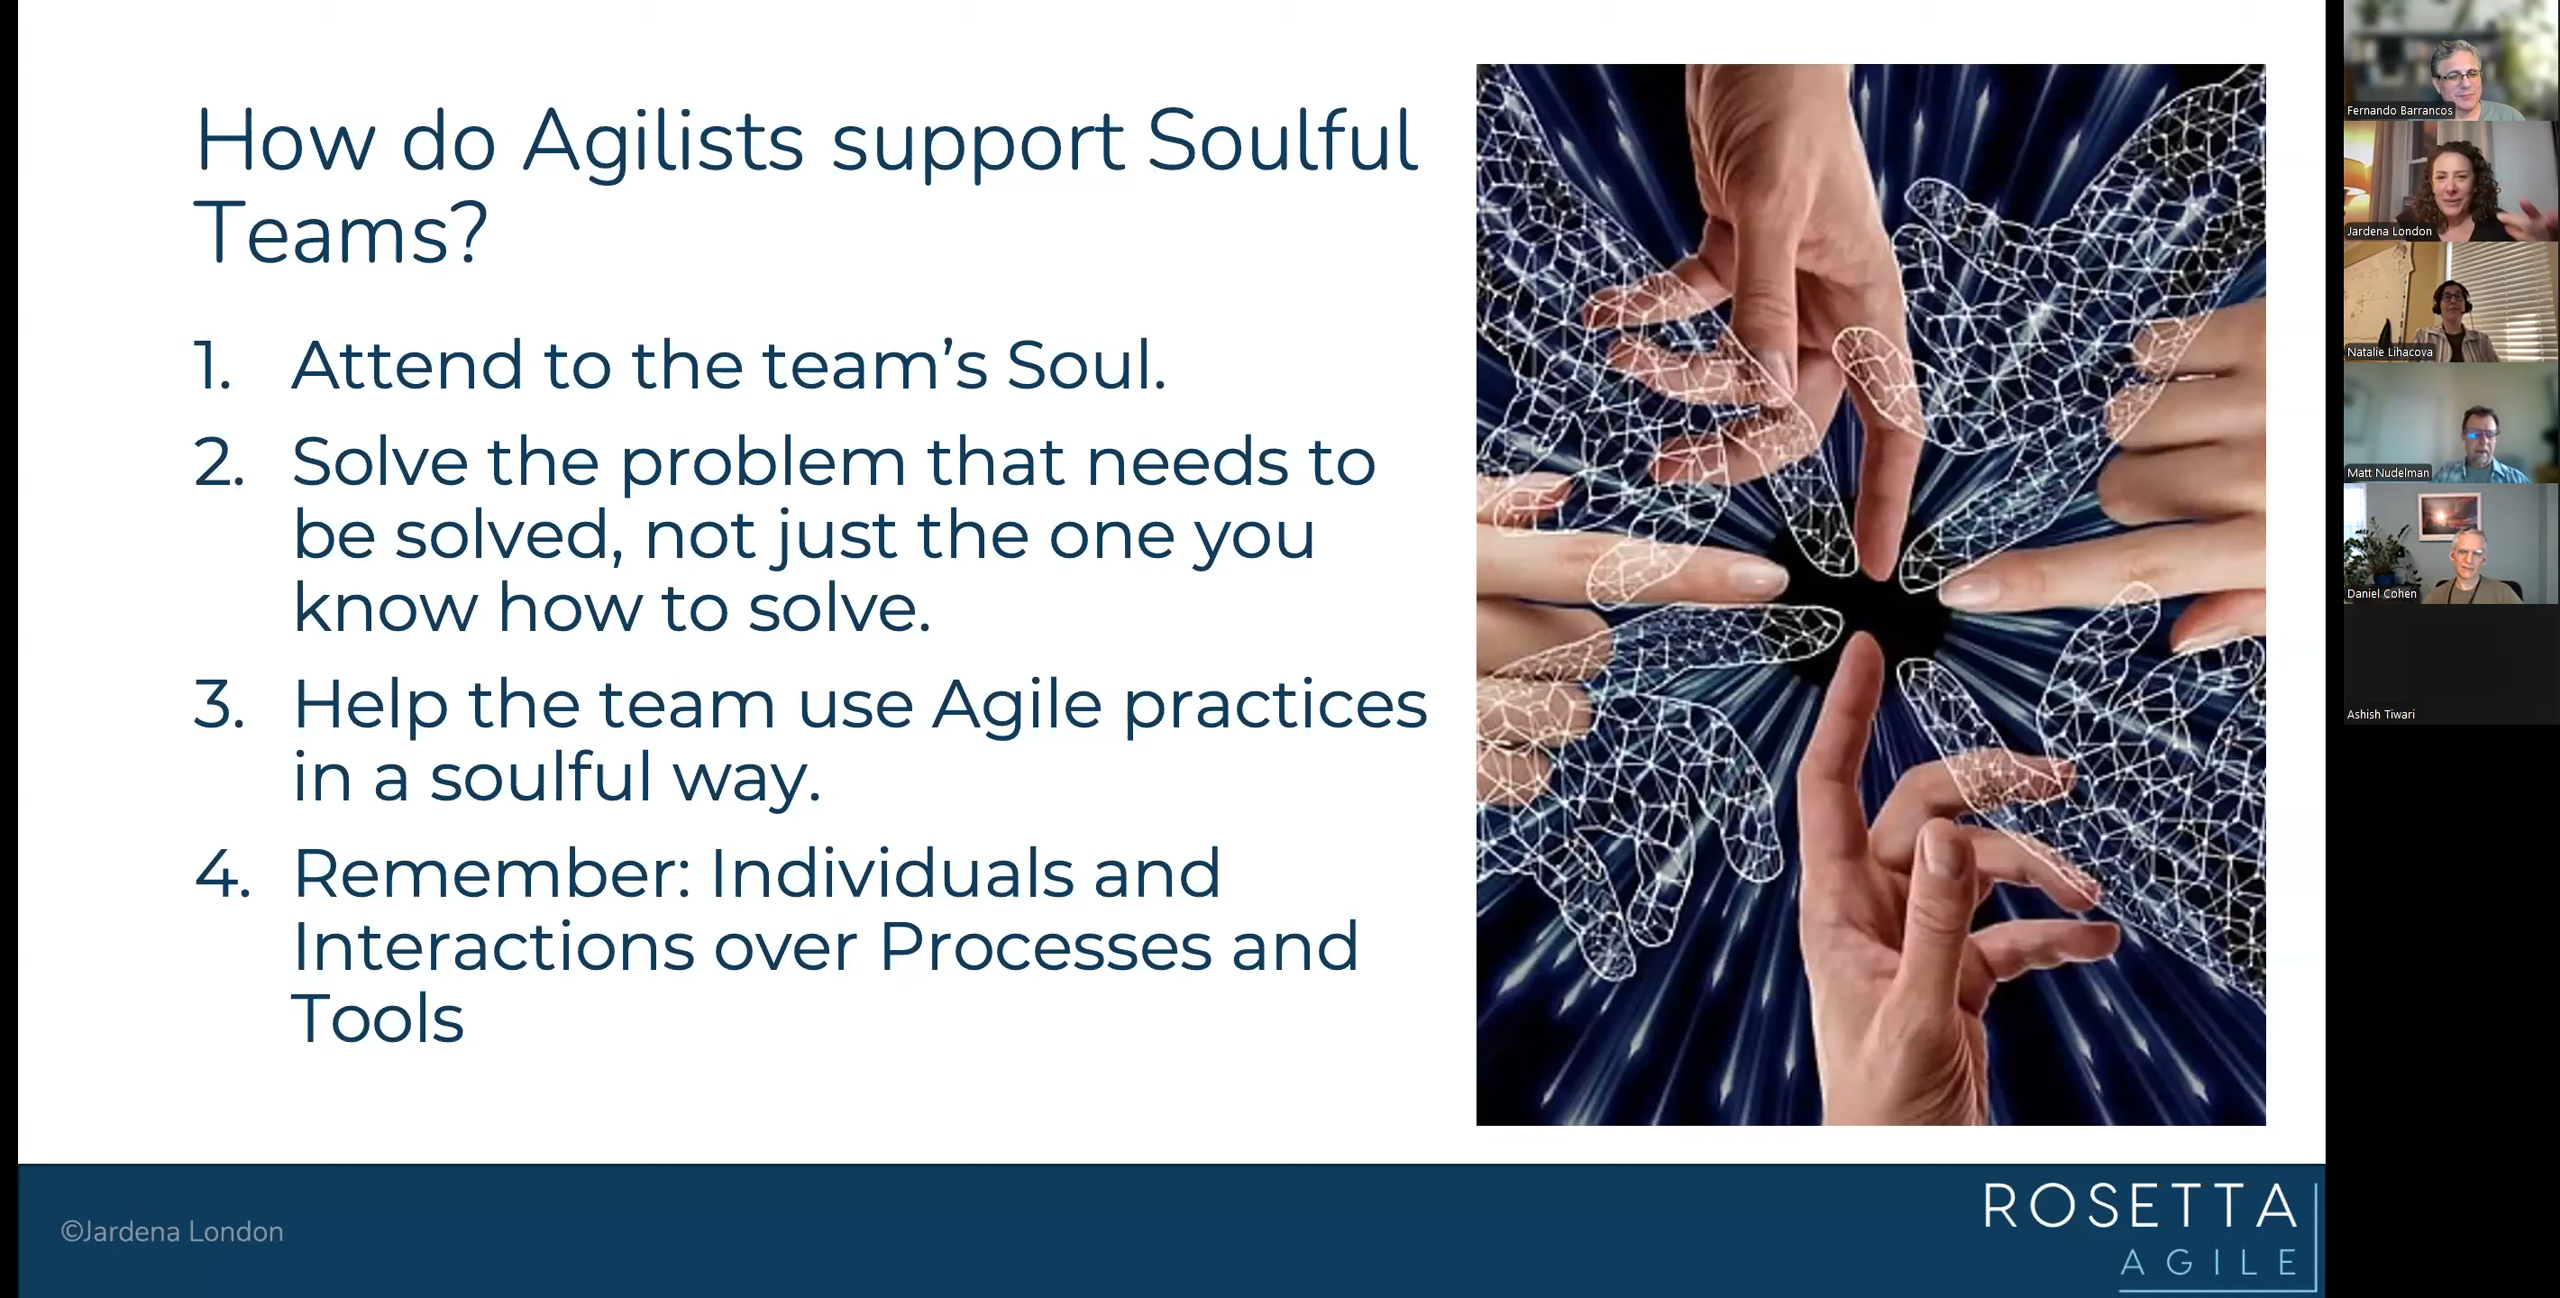 How do Agilists support Soulful
Teams?
1. Attend to the team’s Soul.
2. Solve the problem that needs to
be solved, not just the one you
know how to solve.
3. Help the team use Agile practices
in a soulful way.
4. Remember: Individuals and
Interactions over Processes and
Tools
©Jardena London
ROSETTA
AGILE
Fernando Barrancos
Jardena London
Natalie Lihacova
Matt Nudelman
Daniel Cohen
Ashish Tiwari